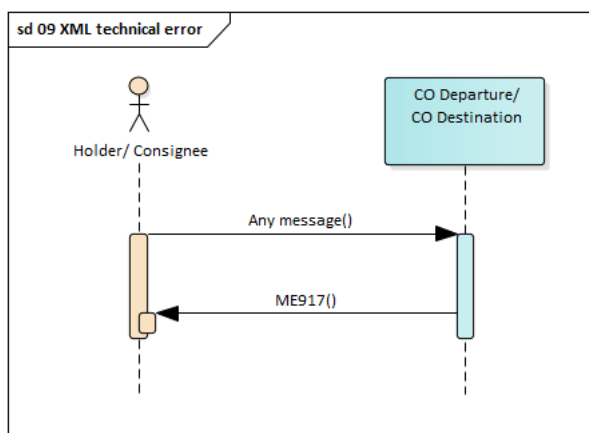 sd 09 XML technical error
CO Departure/
CO Destination
Holder/ Consignee
Any message()
ME917()